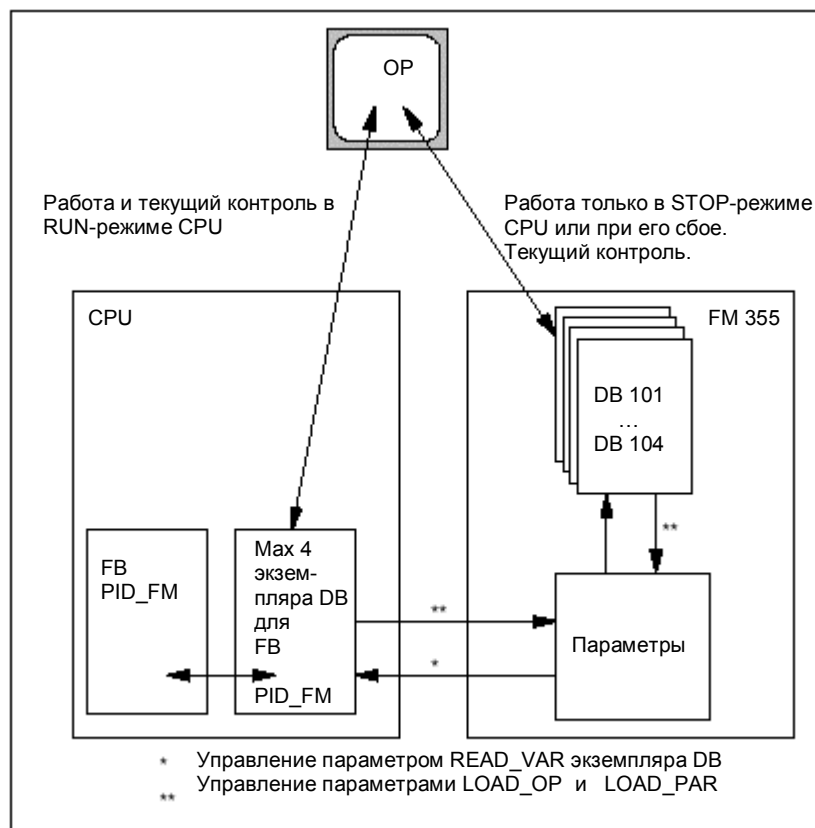 OP
Работа и текущий контроль в
RUN-режиме CPU
Работа только в STOP-режиме
CPU или при его сбое.
Текущий контроль.
CPU
FM 355
DB 101
…
DB 104
**
FB
PID_FM
Max 4
экзем-
пляра DB
для
FB
PID_FM
**
*
Параметры
* Управление параметром READ_VAR экземпляра DB
** Управление параметрами LOAD_OP и LOAD_PAR